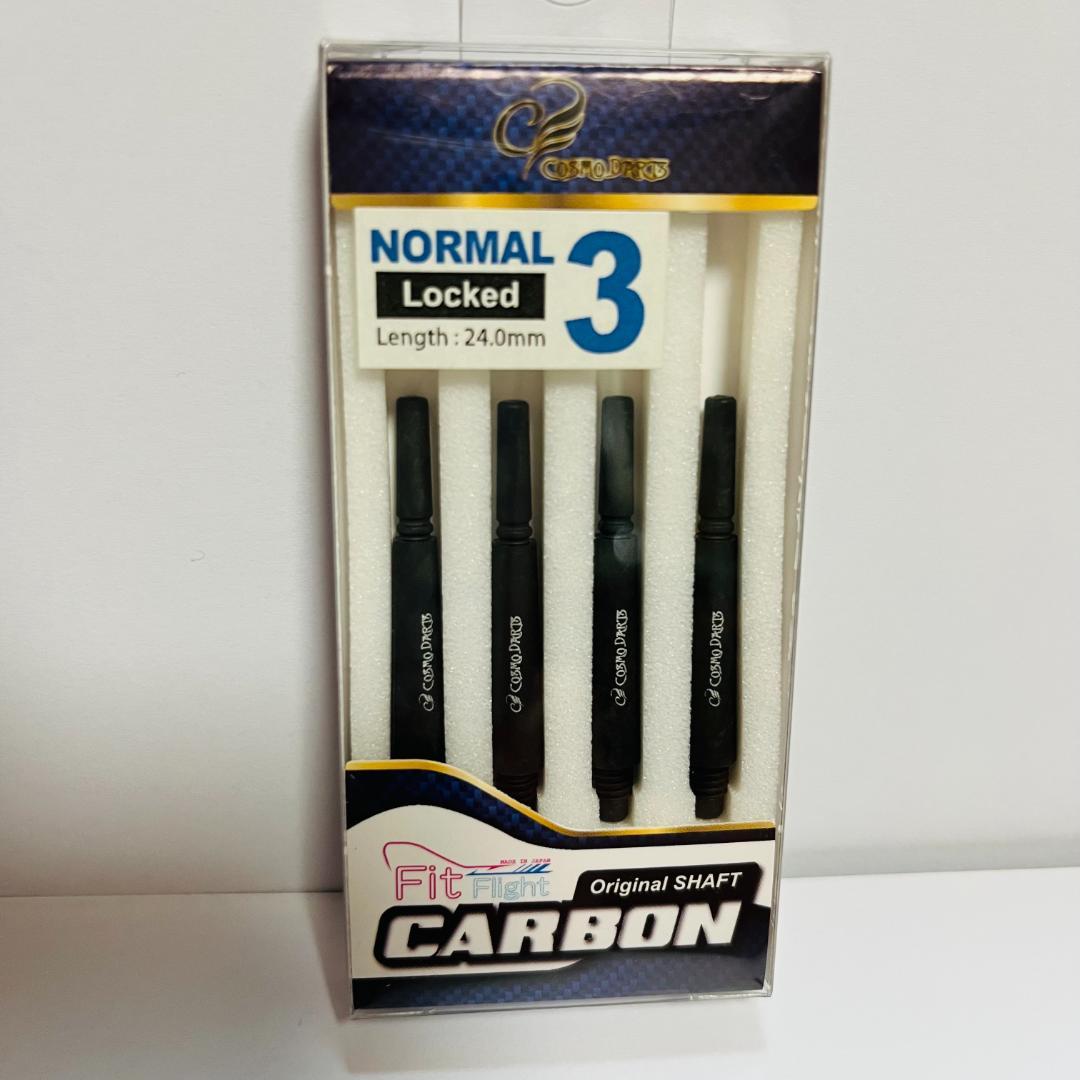 COSMO DARTS
NORMAL
Locked
Length : 24.0mm
3
COSMO DARTS
COSMO DARTS
COSMO DARTS
COSMO DARTS
MADE IN JAPAN
Fit Flight
Original SHAFT
CARBON